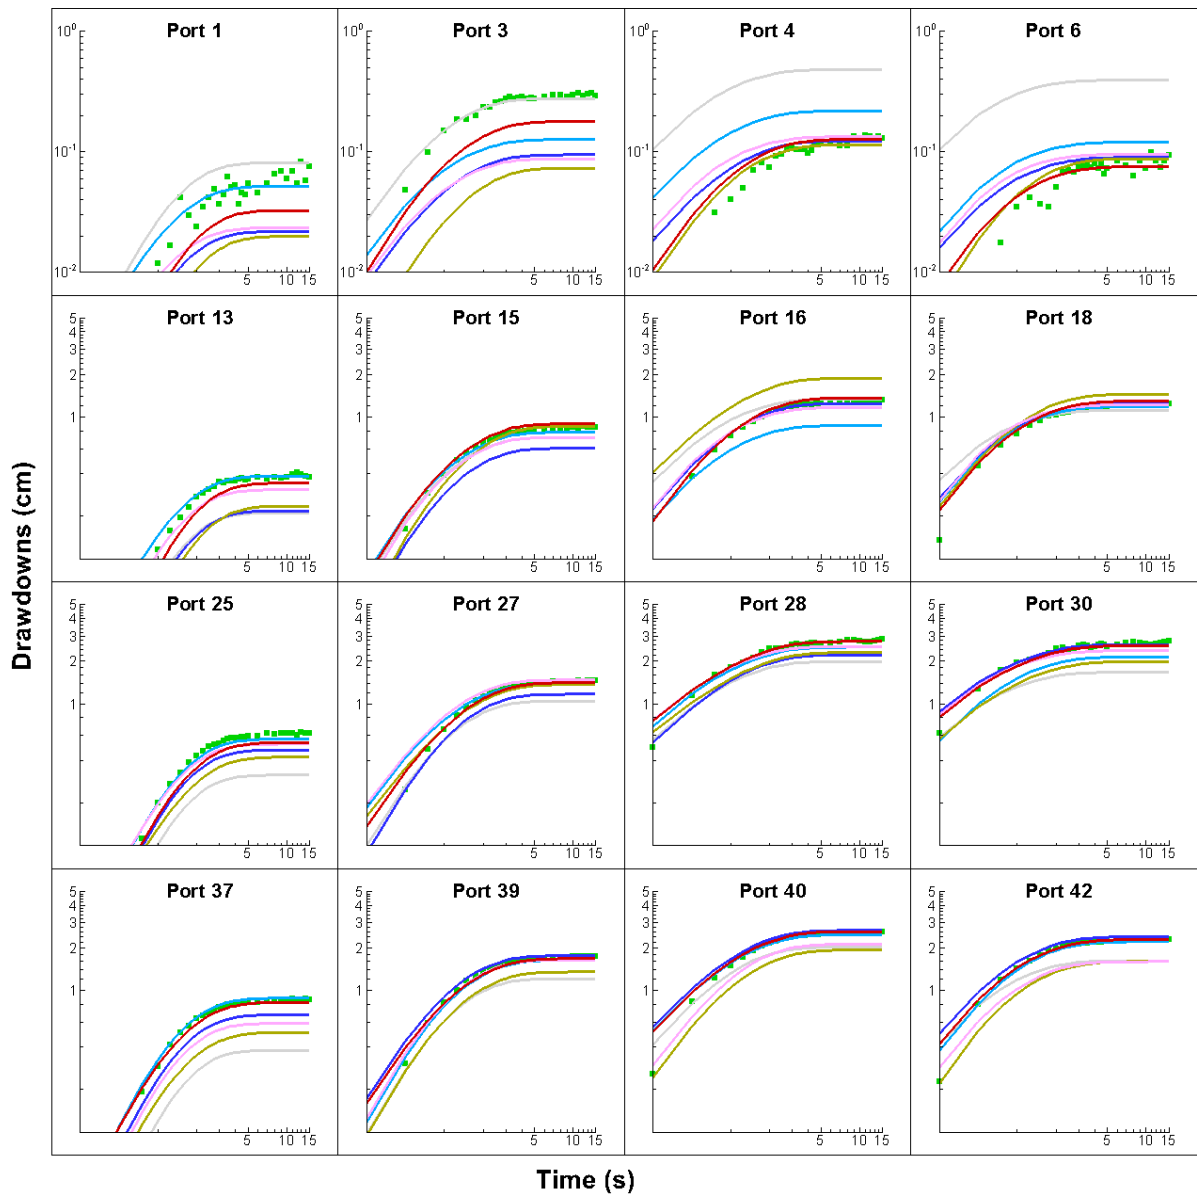 Port 1 Port 3 Port 4 Port 6
10⁰ 10⁰ 10⁰ 10⁰
10⁻¹ 10⁻¹ 10⁻¹ 10⁻¹
10⁻² 10⁻² 10⁻² 10⁻²
5 10 15 5 10 15 5 10 15 5 10 15
Port 13 Port 15 Port 16 Port 18
5 5 5 5
4 4 4 4
3 3 3 3
2 2 2 2
1 1 1 1
5 10 15 5 10 15 5 10 15 5 10 15
Drawdowns (cm)
Port 25 Port 27 Port 28 Port 30
5 5 5 5
4 4 4 4
3 3 3 3
2 2 2 2
1 1 1 1
5 10 15 5 10 15 5 10 15 5 10 15
Port 37 Port 39 Port 40 Port 42
5 5 5 5
4 4 4 4
3 3 3 3
2 2 2 2
1 1 1 1
5 10 15 5 10 15 5 10 15 5 10 15
Time (s)